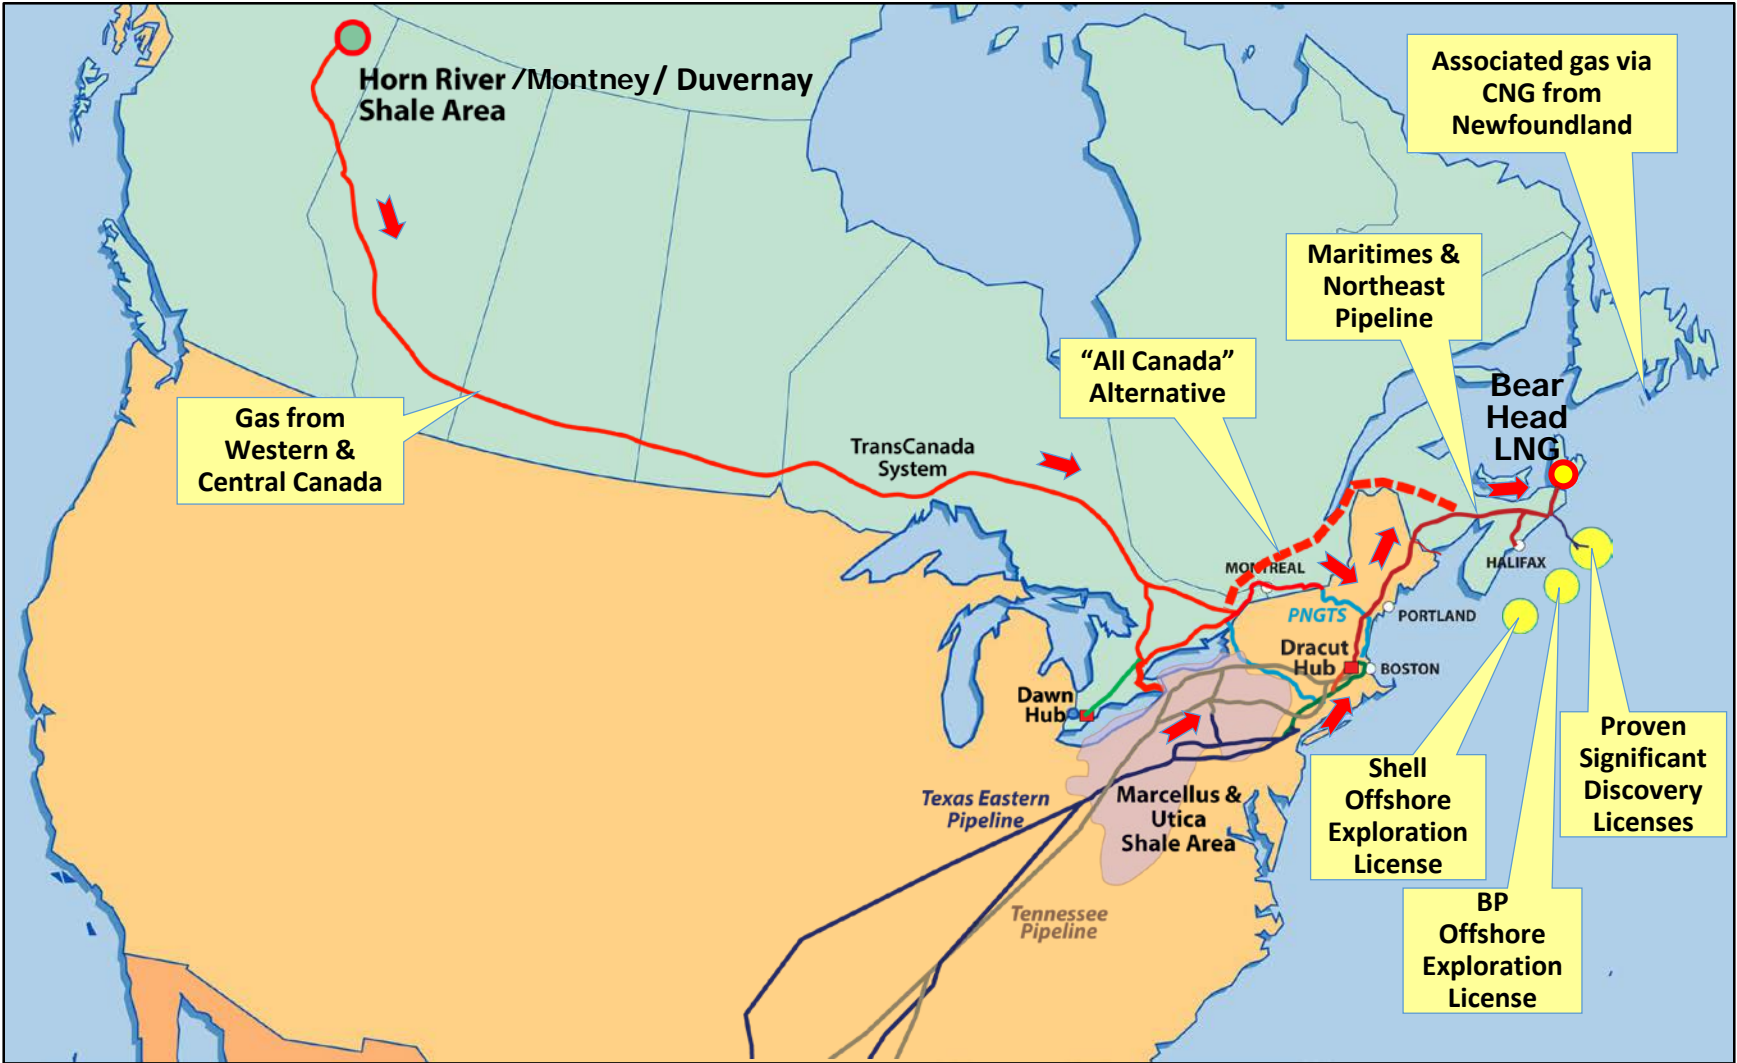 Horn River /Montney/ Duvernay
Shale Area
Associated gas via
CNG from
Newfoundland
Maritimes &
Northeast
Pipeline
“All Canada”
Alternative
Bear
Head
LNG
Gas from
Western &
Central Canada
TransCanada
System
MONTREAL
HALIFAX
PNGTS
PORTLAND
Dracut
Hub
BOSTON
Dawn
Hub
Texas Eastern
Pipeline
Marcellus &
Utica
Shale Area
Tennessee
Pipeline
Shell
Offshore
Exploration
License
BP
Offshore
Exploration
License
Proven
Significant
Discovery
Licenses